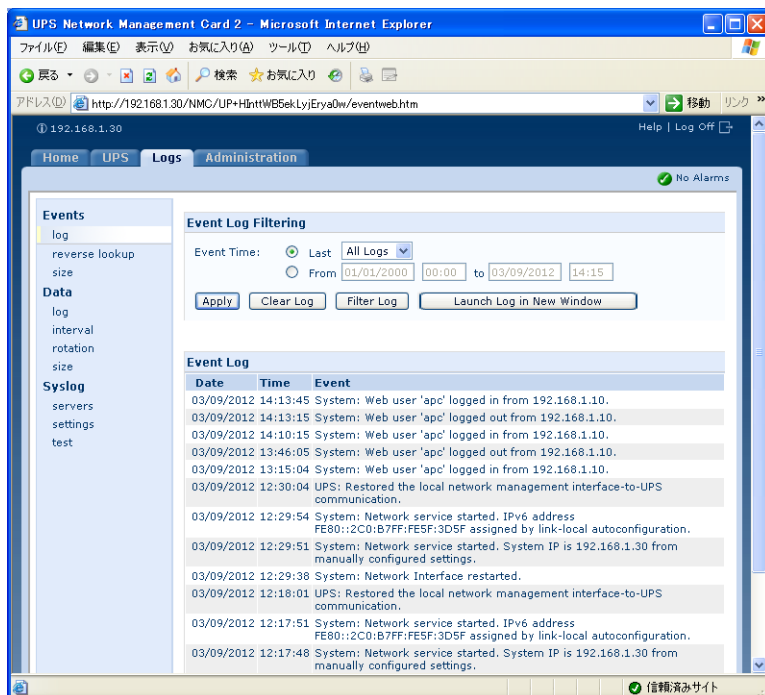 UPS Network Management Card 2 - Microsoft Internet Explorer
ファイル(F) 編集(E) 表示(V) お気に入り(A) ツール(T) ヘルプ(H)
戻る 検索 お気に入り
アドレス(D) http://192.168.1.30/NMC/UP+HInttWB5ekLyjErya0w/eventweb.htm 移動 リンク »
192.168.1.30 Help | Log Off
Home UPS Logs Administration
No Alarms
Events
log
reverse lookup
size
Data
log
interval
rotation
size
Syslog
servers
settings
test
Event Log Filtering
Event Time: Last All Logs
From 01/01/2000 00:00 to 03/09/2012 14:15
Apply Clear Log Filter Log Launch Log in New Window
Event Log
Date Time Event
03/09/2012 14:13:45 System: Web user 'apc' logged in from 192.168.1.10.
03/09/2012 14:13:15 System: Web user 'apc' logged out from 192.168.1.10.
03/09/2012 14:10:15 System: Web user 'apc' logged in from 192.168.1.10.
03/09/2012 13:46:05 System: Web user 'apc' logged out from 192.168.1.10.
03/09/2012 13:15:04 System: Web user 'apc' logged in from 192.168.1.10.
03/09/2012 12:30:04 UPS: Restored the local network management interface-to-UPS
communication.
03/09/2012 12:29:54 System: Network service started. IPv6 address
FE80::2C0:B7FF:FE5F:3D5F assigned by link-local autoconfiguration.
03/09/2012 12:29:51 System: Network service started. System IP is 192.168.1.30 from
manually configured settings.
03/09/2012 12:29:38 System: Network Interface restarted.
03/09/2012 12:18:01 UPS: Restored the local network management interface-to-UPS
communication.
03/09/2012 12:17:51 System: Network service started. IPv6 address
FE80::2C0:B7FF:FE5F:3D5F assigned by link-local autoconfiguration.
03/09/2012 12:17:48 System: Network service started. System IP is 192.168.1.30 from
manually configured settings.
信頼済みサイト